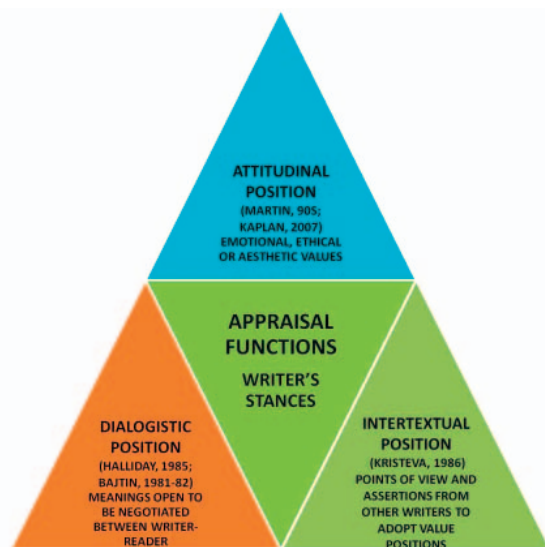 ATTITUDINAL
POSITION
(MARTIN, 905;
KAPLAN, 2007)
EMOTIONAL, ETHICAL
OR AESTHETIC VALUES
APPRAISAL
FUNCTIONS
WRITER'S
STANCES
DIALOGISTIC
POSITION
(HALLIDAY, 1985;
BAJTIN, 1981-82)
MEANINGS OPEN TO
BE NEGOTIATED
BETWEEN WRITER-
READER
INTERTEXTUAL
POSITION
(KRISTEVA, 1986)
POINTS OF VIEW AND
ASSERTIONS FROM
OTHER WRITERS TO
ADOPT VALUE
POSITIONS